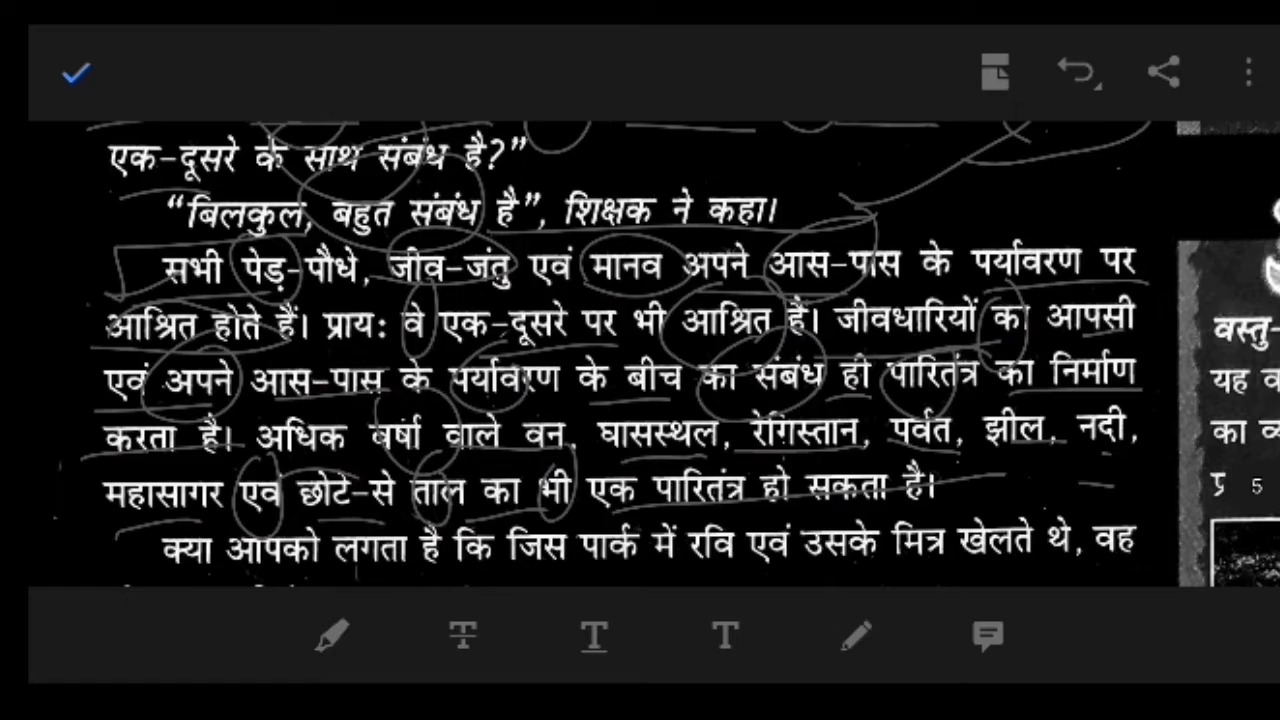 एक-दूसरे के साथ संबंध है?”
“बिलकुल, बहुत संबंध है”, शिक्षक ने कहा।
सभी पेड़-पौधे, जीव-जंतु एवं मानव अपने आस-पास के पर्यावरण पर
आश्रित होते हैं। प्राय: वे एक-दूसरे पर भी आश्रित है। जीवधारियों का आपसी
एवं अपने आस-पास के पर्यावरण के बीच का संबंध ही पारितंत्र का निर्माण
करता है। अधिक वर्षा वाले वन, घासस्थल, रेगिस्तान, पर्वत, झील, नदी,
महासागर एवं छोटे-से ताल का भी एक पारितंत्र हो सकता है।
क्या आपको लगता है कि जिस पार्क में रवि एवं उसके मित्र खेलते थे, वह
वस्तु-
यह व
का व्य
5